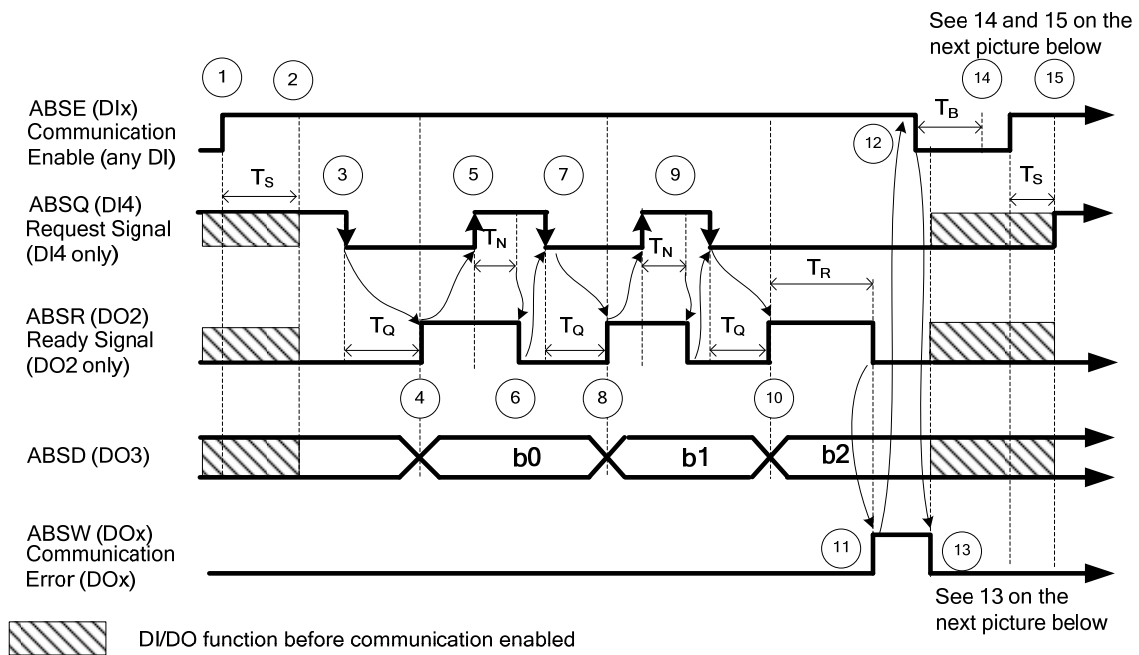 See 14 and 15 on the
next picture below
1
2
14
15
ABSE (DIx)
Communication
Enable (any DI)
TB
12
TS
3
5
7
9
TS
ABSQ (DI4)
Request Signal
(DI4 only)
TN
TN
TR
ABSR (DO2)
Ready Signal
(DO2 only)
TQ
TQ
TQ
4
6
8
10
ABSD (DO3)
b0
b1
b2
ABSW (DOx)
Communication
Error (DOx)
11
13
See 13 on the
next picture below
DI/DO function before communication enabled